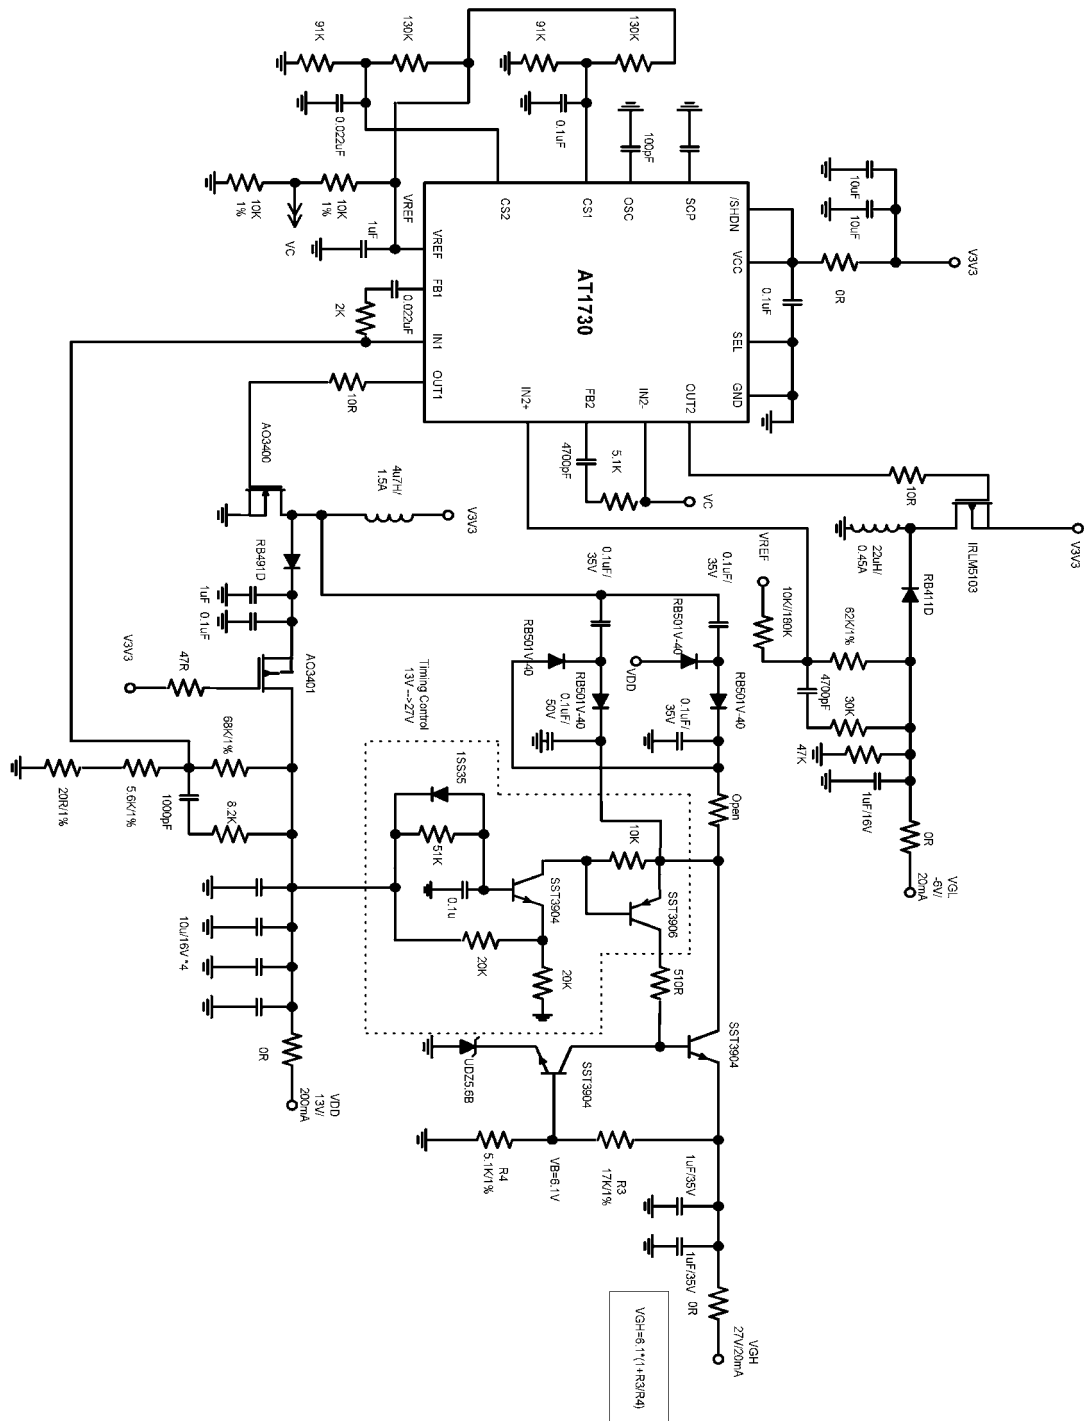 91K
130K
91K
130K
0.022uF
0.1uF
100pF
10uF
10uF
10K
1%
10K
1%
VC
VREF
1uF
CS2
CS1
OSC
SCP
/SHDN
VCC
SEL
GND
VREF
FB1
IN1
OUT1
IN2+
FB2
IN2-
OUT2
AT1730
0.022uF
2K
10R
0R
V3V3
0.1uF
AO3400
4u7H/
1.5A
V3V3
4700pF
5.1K
VC
10R
IRLM5103
V3V3
RB491D
1uF
0.1uF
V3V3
47R
AO3401
0.1uF/
35V
0.1uF/
35V
VREF
10K//180K
22uH/
0.45A
RB411D
62K/1%
4700pF
30K
47K
1uF/16V
0R
VGL
-6V/
20mA
RB501V-40
RB501V-40
VDD
RB501V-40
RB501V-40
0.1uF/
50V
0.1uF/
35V
Open
Timing Control
13V -->27V
1SS35
51K
0.1u
SST3904
20K
20K
10K
SST3906
510R
68K/1%
20R/1%
5.6K/1%
1000pF
8.2K
10u/16V *4
0R
VDD
13V/
200mA
UDZ5.6B
SST3904
SST3904
R4
5.1K/1%
VB=6.1V
R3
17K/1%
1uF/35V
1uF/35V
0R
VGH
27V/20mA
VGH=6.1*(1+R3/R4)